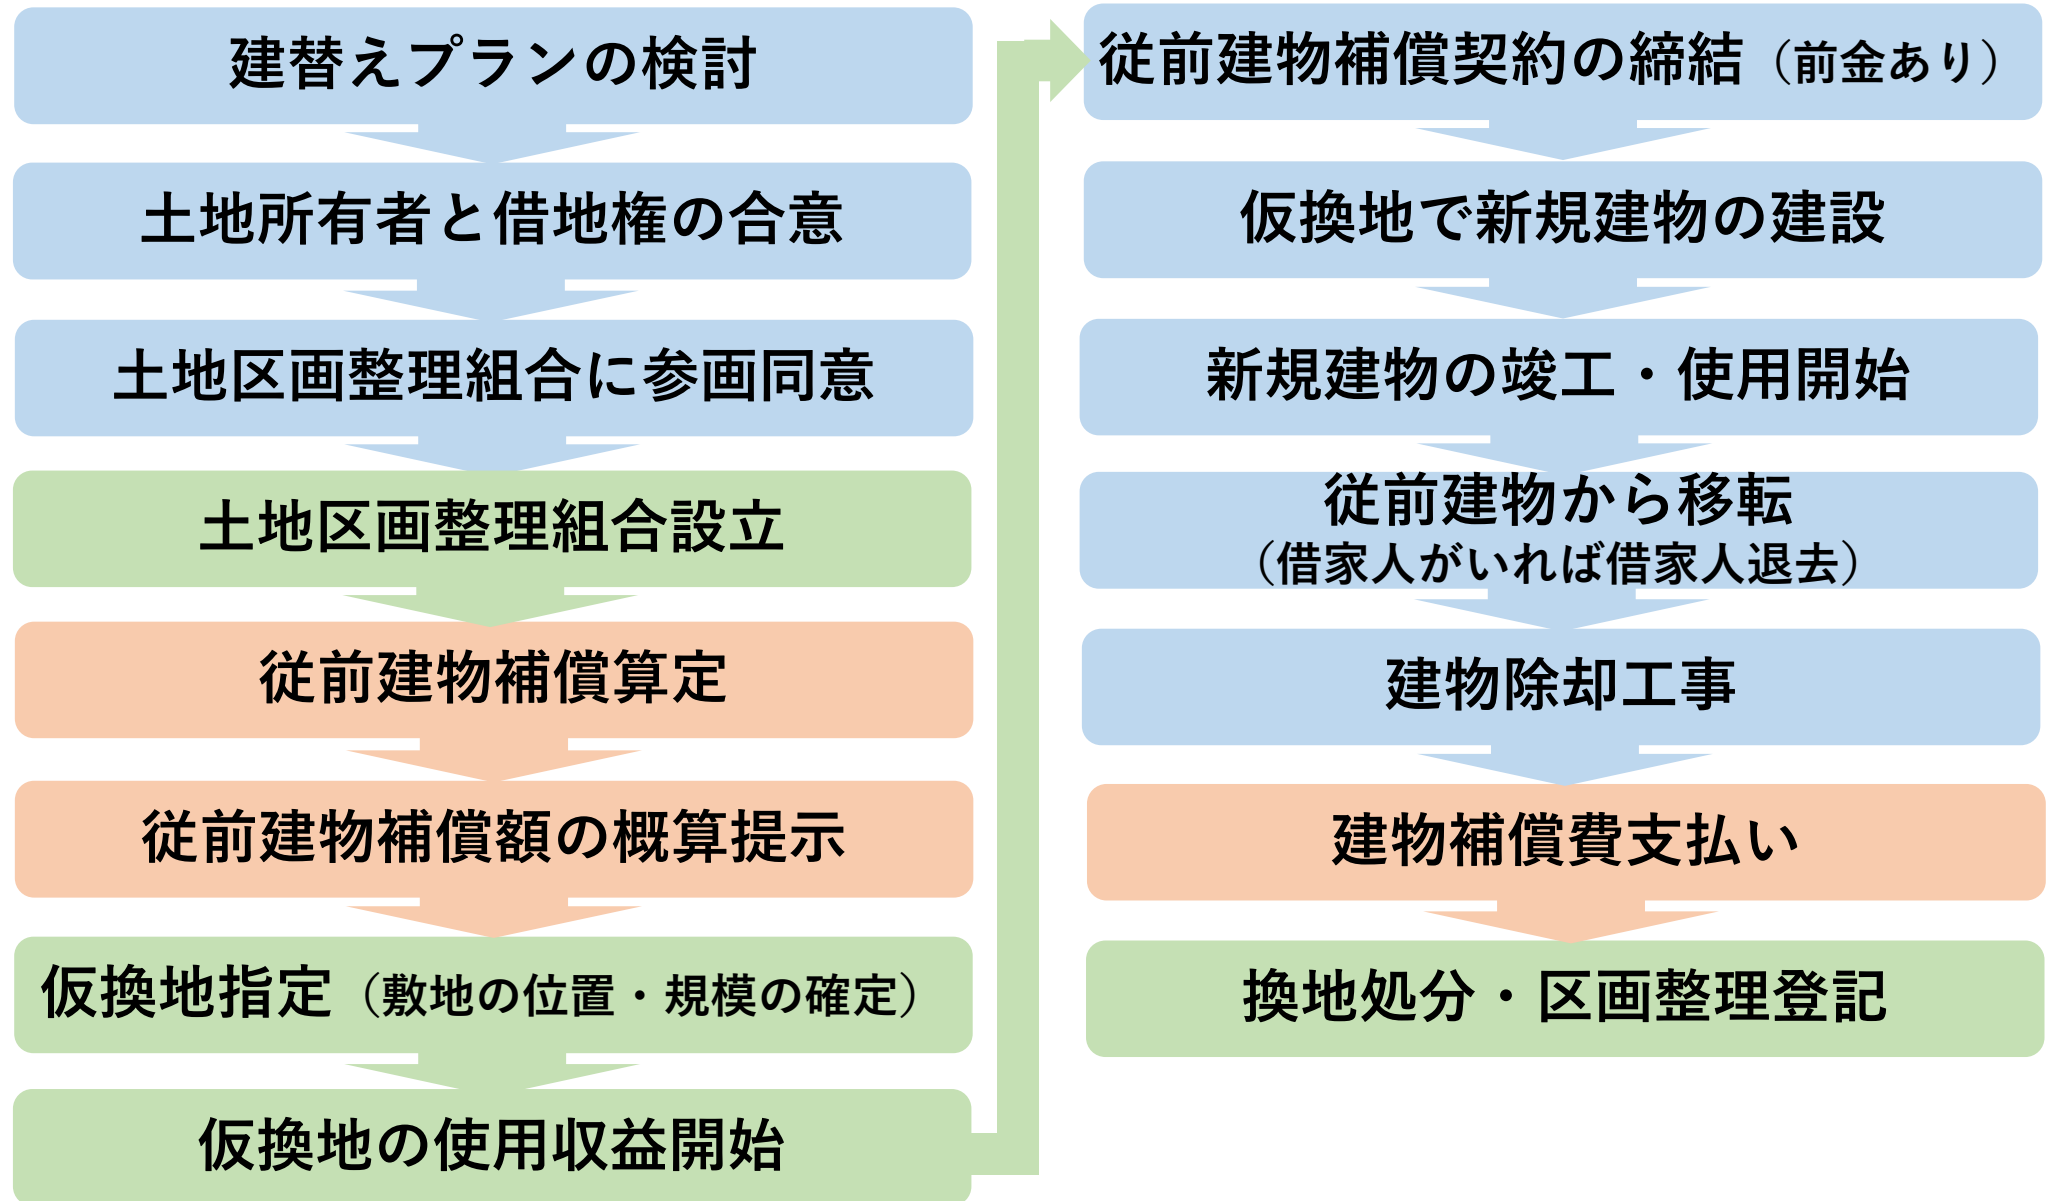 建替えプランの検討
土地所有者と借地権の合意
土地区画整理組合に参画同意
土地区画整理組合設立
従前建物補償算定
従前建物補償額の概算提示
仮換地指定（敷地の位置・規模の確定）
仮換地の使用収益開始
従前建物補償契約の締結（前金あり）
仮換地で新規建物の建設
新規建物の竣工・使用開始
従前建物から移転
（借家人がいれば借家人退去）
建物除却工事
建物補償費支払い
換地処分・区画整理登記